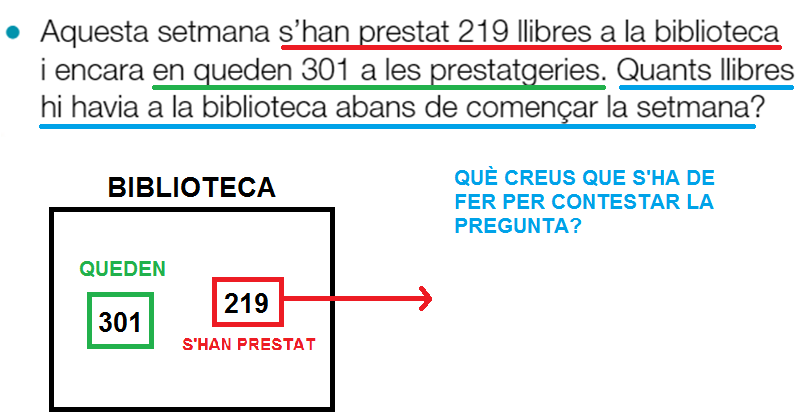 Aquesta setmana s'han prestat 219 llibres a la biblioteca
i encara en queden 301 a les prestatgeries. Quants llibres
hi havia a la biblioteca abans de començar la setmana?
BIBLIOTECA
QUÈ CREUS QUE S'HA DE
FER PER CONTESTAR LA
PREGUNTA?
QUEDEN
301
219
S'HAN PRESTAT